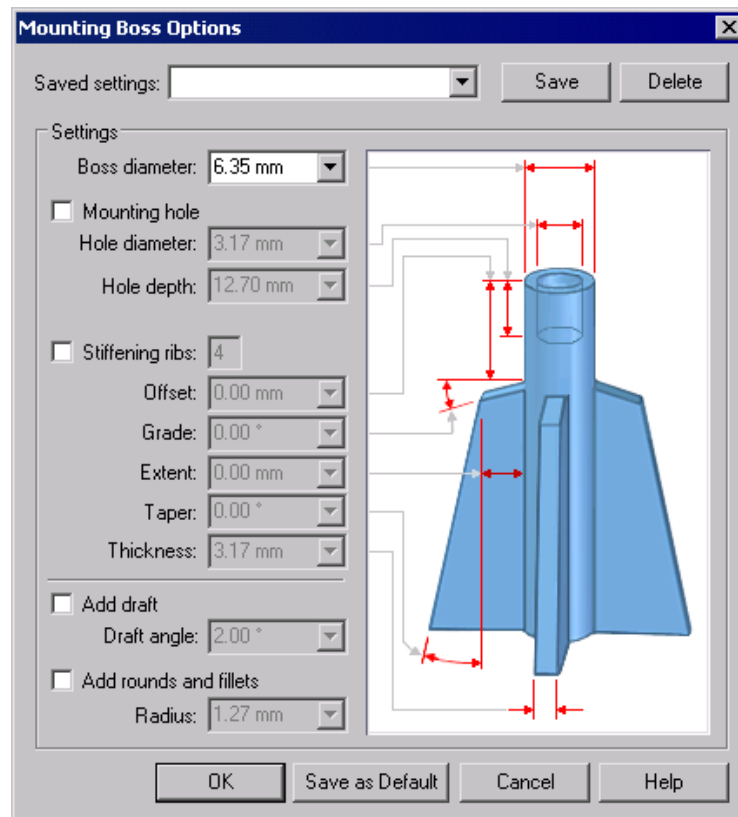 Mounting Boss Options
Saved settings: Save Delete
Settings
Boss diameter: 6.35 mm
Mounting hole
Hole diameter: 3.17 mm
Hole depth: 12.70 mm
Stiffening ribs: 4
Offset: 0.00 mm
Grade: 0.00 °
Extent: 0.00 mm
Taper: 0.00 °
Thickness: 3.17 mm
Add draft
Draft angle: 2.00 °
Add rounds and fillets
Radius: 1.27 mm
OK Save as Default Cancel Help